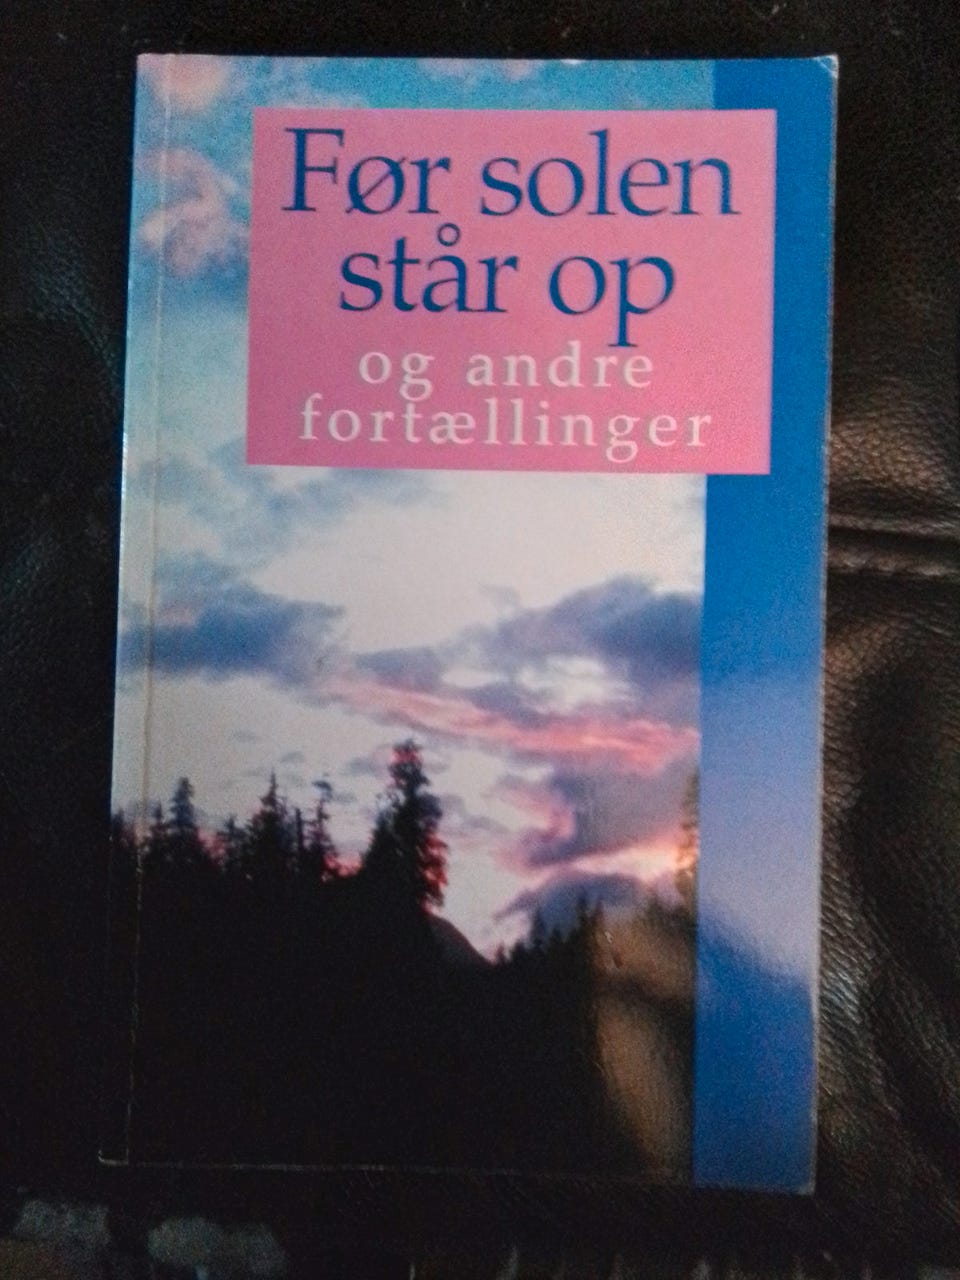 Før solen
står op
og andre
fortællinger